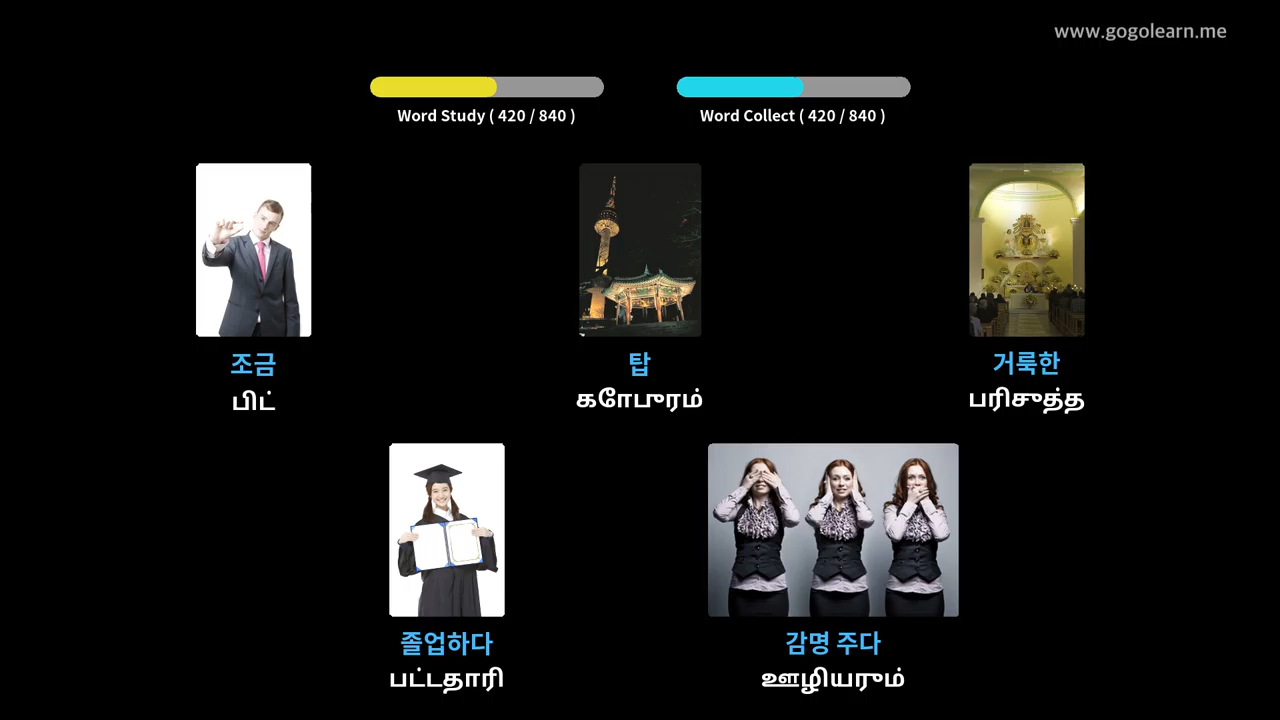 www.gogolearn.me
Word Study ( 420 / 840 )
Word Collect ( 420 / 840 )
조금
탑
거룩한
பிட்
கோபுரம்
பரிசுத்த
졸업하다
감명 주다
பட்டதாரி
ஊழியரும்